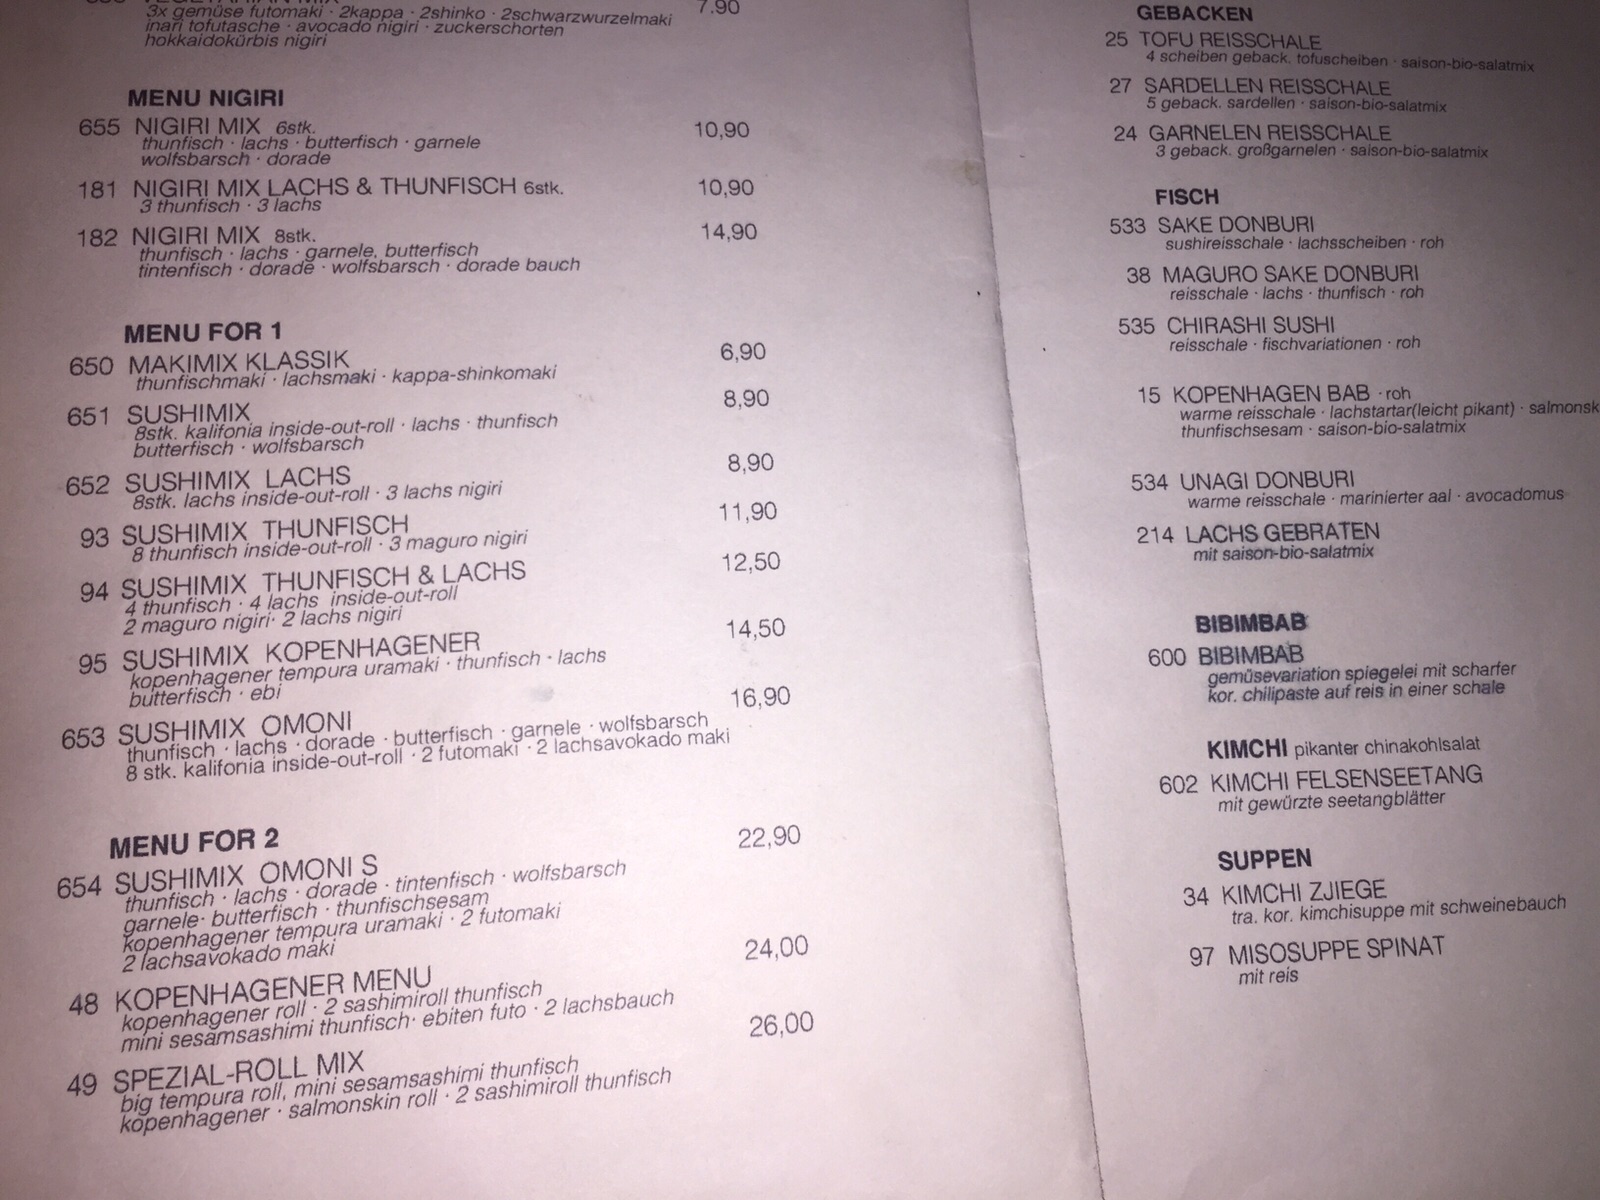 3x gemüse futomaki · 2kappa · 2shinko · 2schwarzwurzelmaki 7.90
inari tofutasche · avocado nigiri · zuckerschorten
hokkaidokürbis nigiri
MENU NIGIRI
655 NIGIRI MIX 6stk. 10,90
thunfisch · lachs · butterfisch · garnele
wolfsbarsch · dorade
181 NIGIRI MIX LACHS & THUNFISCH 6stk. 10,90
3 thunfisch · 3 lachs
182 NIGIRI MIX 8stk. 14,90
thunfisch · lachs · garnele, butterfisch
tintenfisch · dorade · wolfsbarsch · dorade bauch
MENU FOR 1
650 MAKIMIX KLASSIK 6,90
thunfischmaki · lachsmaki · kappa-shinkomaki
651 SUSHIMIX 8,90
8stk. kalifonia inside-out-roll · lachs · thunfisch
butterfisch · wolfsbarsch
652 SUSHIMIX LACHS 8,90
8stk. lachs inside-out-roll · 3 lachs nigiri
93 SUSHIMIX THUNFISCH 11,90
8 thunfisch inside-out-roll · 3 maguro nigiri
94 SUSHIMIX THUNFISCH & LACHS 12,50
4 thunfisch · 4 lachs inside-out-roll
2 maguro nigiri· 2 lachs nigiri
95 SUSHIMIX KOPENHAGENER 14,50
kopenhagener tempura uramaki · thunfisch · lachs
butterfisch · ebi
653 SUSHIMIX OMONI 16,90
thunfisch · lachs · dorade · butterfisch · garnele · wolfsbarsch
8 stk. kalifonia inside-out-roll · 2 futomaki · 2 lachsavokado maki
MENU FOR 2
654 SUSHIMIX OMONI S 22,90
thunfisch · lachs · dorade · tintenfisch · wolfsbarsch
garnele· butterfisch · thunfischsesam
kopenhagener tempura uramaki · 2 futomaki
2 lachsavokado maki
48 KOPENHAGENER MENU 24,00
kopenhagener roll · 2 sashimiroll thunfisch
mini sesamsashimi thunfisch· ebiten futo · 2 lachsbauch
49 SPEZIAL-ROLL MIX 26,00
big tempura roll, mini sesamsashimi thunfisch
kopenhagener · salmonskin roll · 2 sashimiroll thunfisch
GEBACKEN
25 TOFU REISSCHALE
4 scheiben geback. tofuscheiben · saison-bio-salatmix
27 SARDELLEN REISSCHALE
5 geback. sardellen · saison-bio-salatmix
24 GARNELEN REISSCHALE
3 geback. großgarnelen · saison-bio-salatmix
FISCH
533 SAKE DONBURI
sushireisschale · lachsscheiben · roh
38 MAGURO SAKE DONBURI
reisschale · lachs · thunfisch · roh
535 CHIRASHI SUSHI
reisschale · fischvariationen · roh
15 KOPENHAGEN BAB · roh
warme reisschale · lachstartar(leicht pikant) · salmonsk
thunfischsesam · saison-bio-salatmix
534 UNAGI DONBURI
warme reisschale · marinierter aal · avocadomus
214 LACHS GEBRATEN
mit saison-bio-salatmix
BIBIMBAB
600 BIBIMBAB
gemüsevariation spiegelei mit scharfer
kor. chilipaste auf reis in einer schale
KIMCHI pikanter chinakohlsalat
602 KIMCHI FELSENSEETANG
mit gewürzte seetangblätter
SUPPEN
34 KIMCHI ZJIEGE
tra. kor. kimchisuppe mit schweinebauch
97 MISOSUPPE SPINAT
mit reis